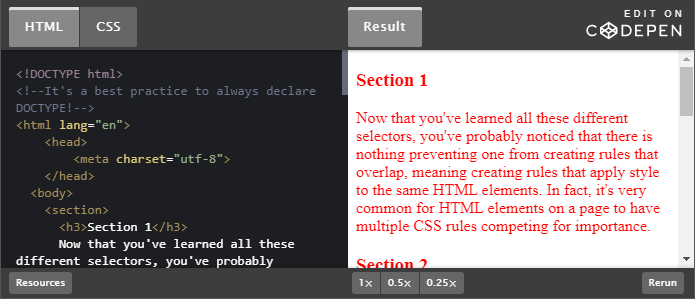 HTML
CSS
Result
EDIT ON
CODEPEN
<!DOCTYPE html>
<!--It's a best practice to always declare
DOCTYPE!-->
<html lang="en">
<head>
<meta charset="utf-8">
</head>
<body>
<section>
<h3>Section 1</h3>
Now that you've learned all these
different selectors, you've probably
Section 1
Now that you've learned all these different
selectors, you've probably noticed that there is
nothing preventing one from creating rules that
overlap, meaning creating rules that apply style
to the same HTML elements. In fact, it's very
common for HTML elements on a page to have
multiple CSS rules competing for importance.
Section 2
Resources
1x
0.5x
0.25x
Rerun